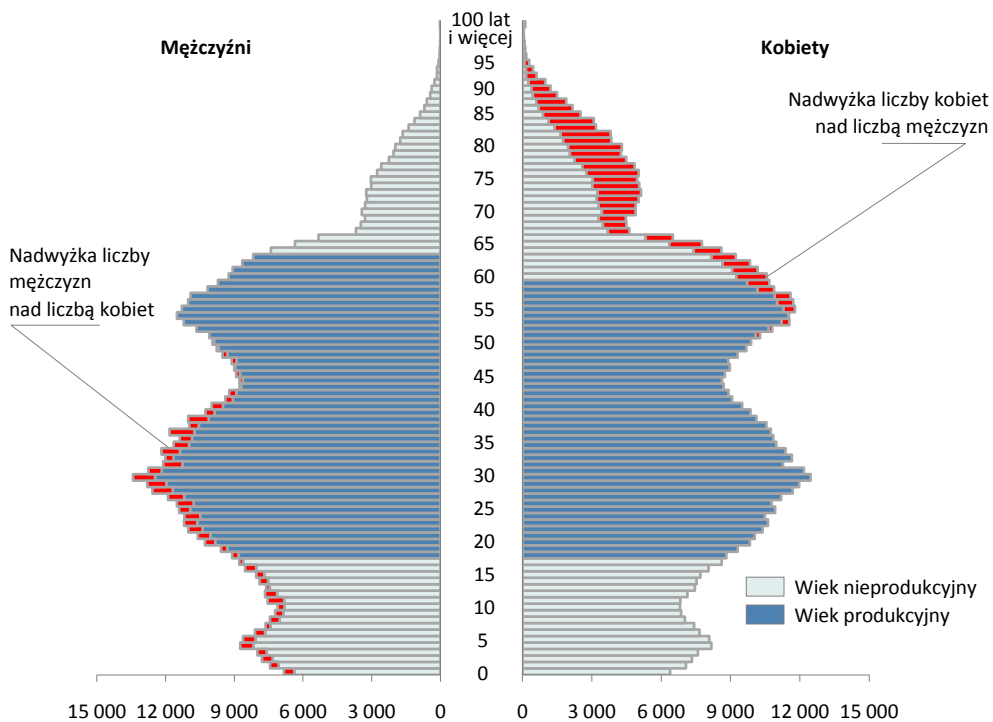 Mężczyźni
100 lat
i więcej
Kobiety
95
90
85
80
75
70
65
60
55
50
45
40
35
30
25
20
15
10
5
0
Nadwyżka liczby kobiet
nad liczbą mężczyzn
Nadwyżka liczby
mężczyzn
nad liczbą kobiet
Wiek nieprodukcyjny
Wiek produkcyjny
15 000 12 000 9 000 6 000 3 000 0
0 3 000 6 000 9 000 12 000 15 000